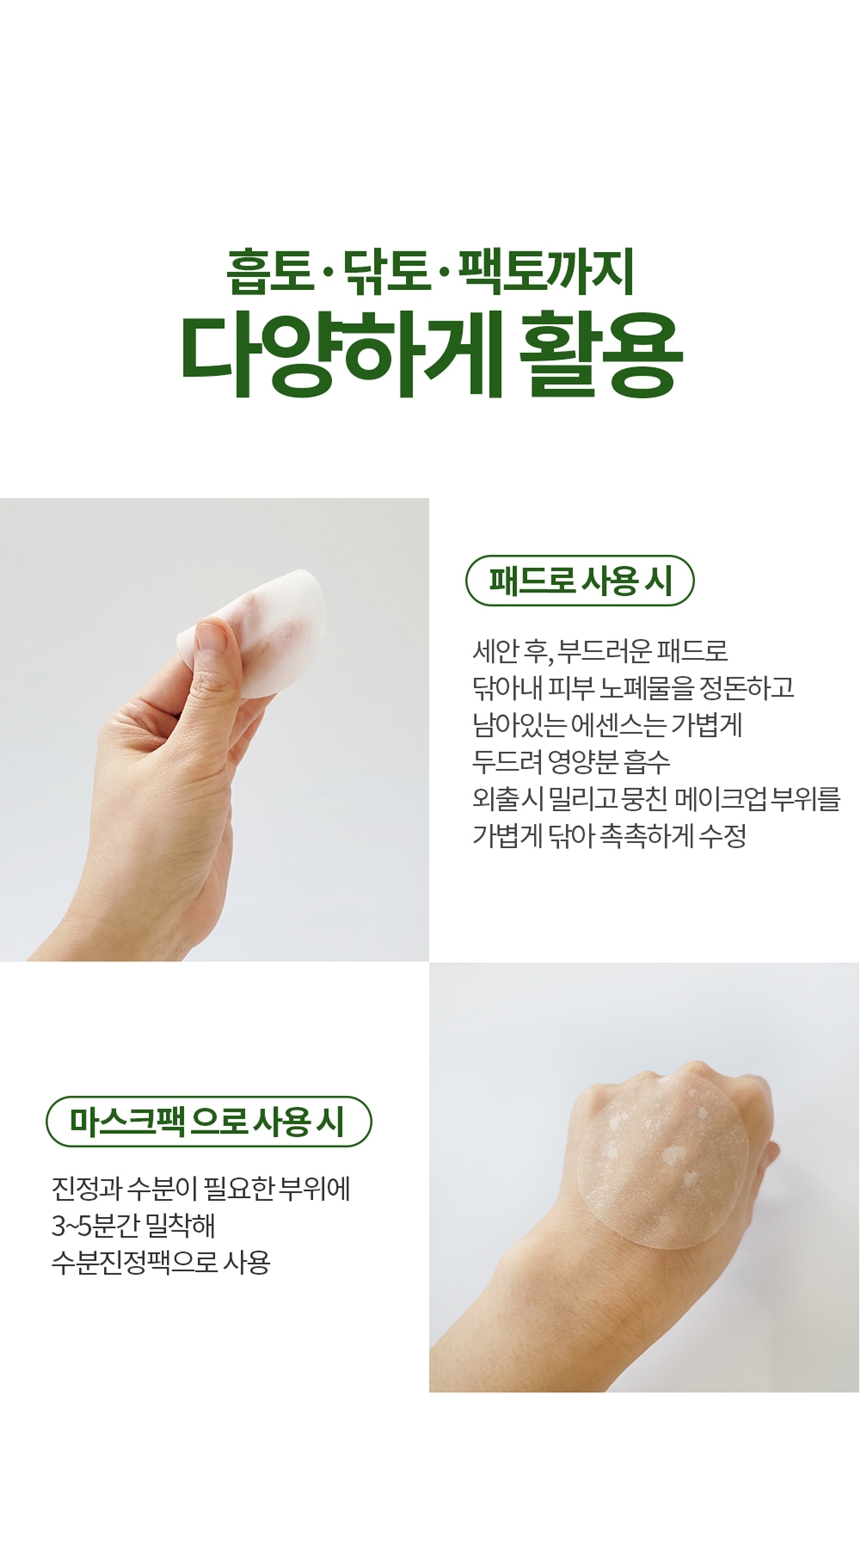 흡토·닦토·팩토까지
다양하게 활용
패드로 사용 시
세안 후, 부드러운 패드로
닦아내 피부 노폐물을 정돈하고
남아있는 에센스는 가볍게
두드려 영양분 흡수
외출시 밀리고 뭉친 메이크업 부위를
가볍게 닦아 촉촉하게 수정
마스크팩 으로 사용 시
진정과 수분이 필요한 부위에
3~5분간 밀착해
수분진정팩으로 사용